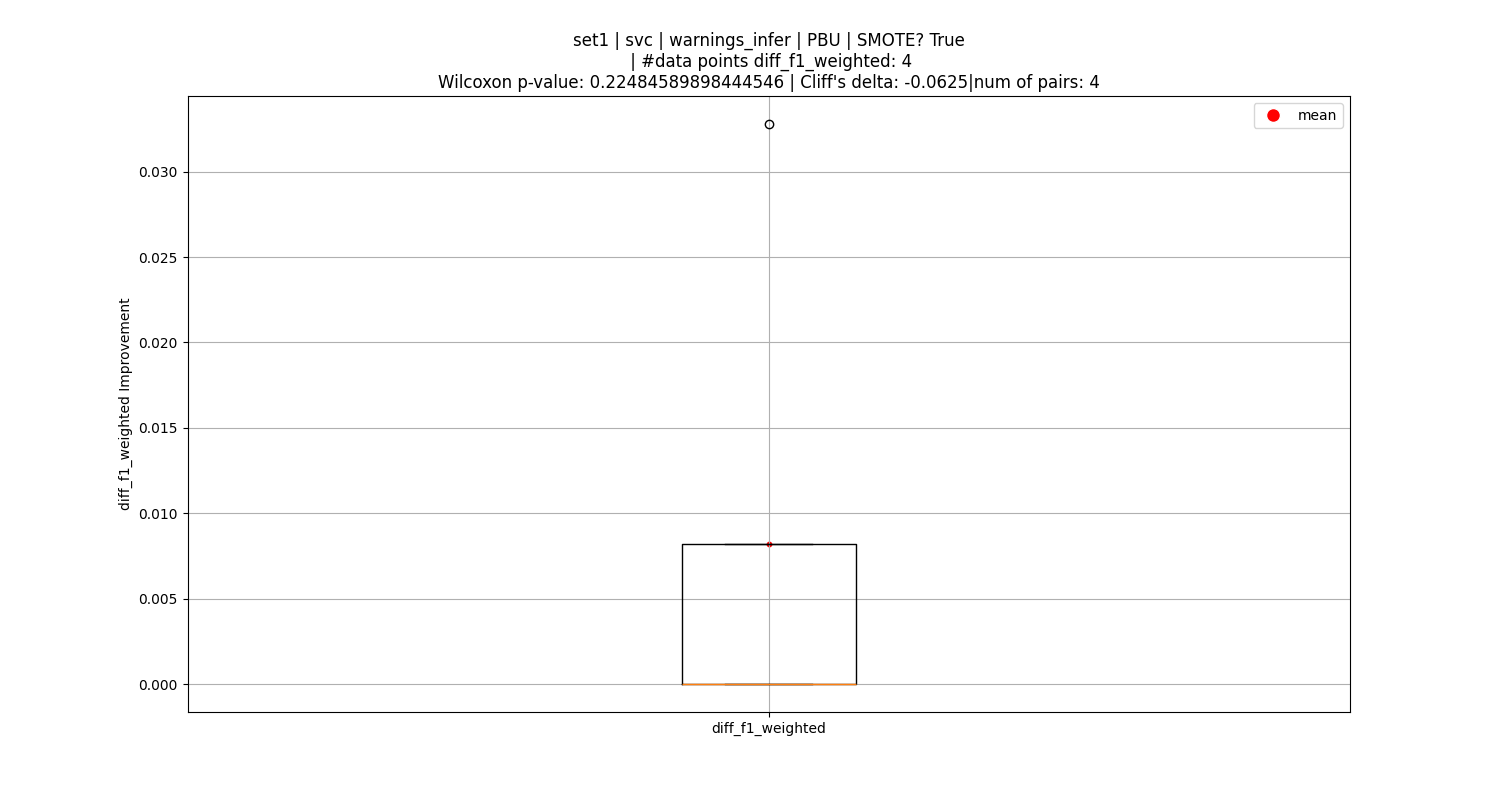 set1 | svc | warnings_infer | PBU | SMOTE? True
| #data points diff_f1_weighted: 4
Wilcoxon p-value: 0.22484589898444546 | Cliff's delta: -0.0625|num of pairs: 4
mean
0.030
0.025
0.020
0.015
0.010
0.005
0.000
diff_f1_weighted Improvement
diff_f1_weighted